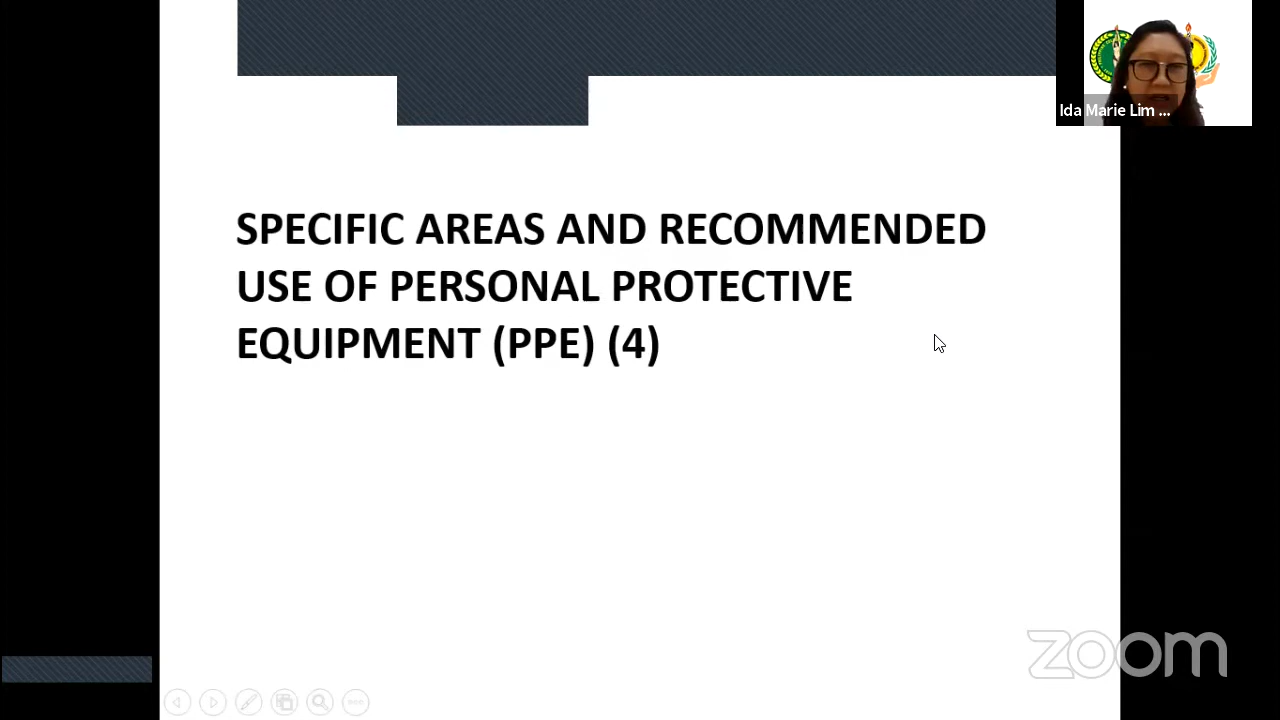 Ida Marie Lim ...
SPECIFIC AREAS AND RECOMMENDED
USE OF PERSONAL PROTECTIVE
EQUIPMENT (PPE) (4)
zoom